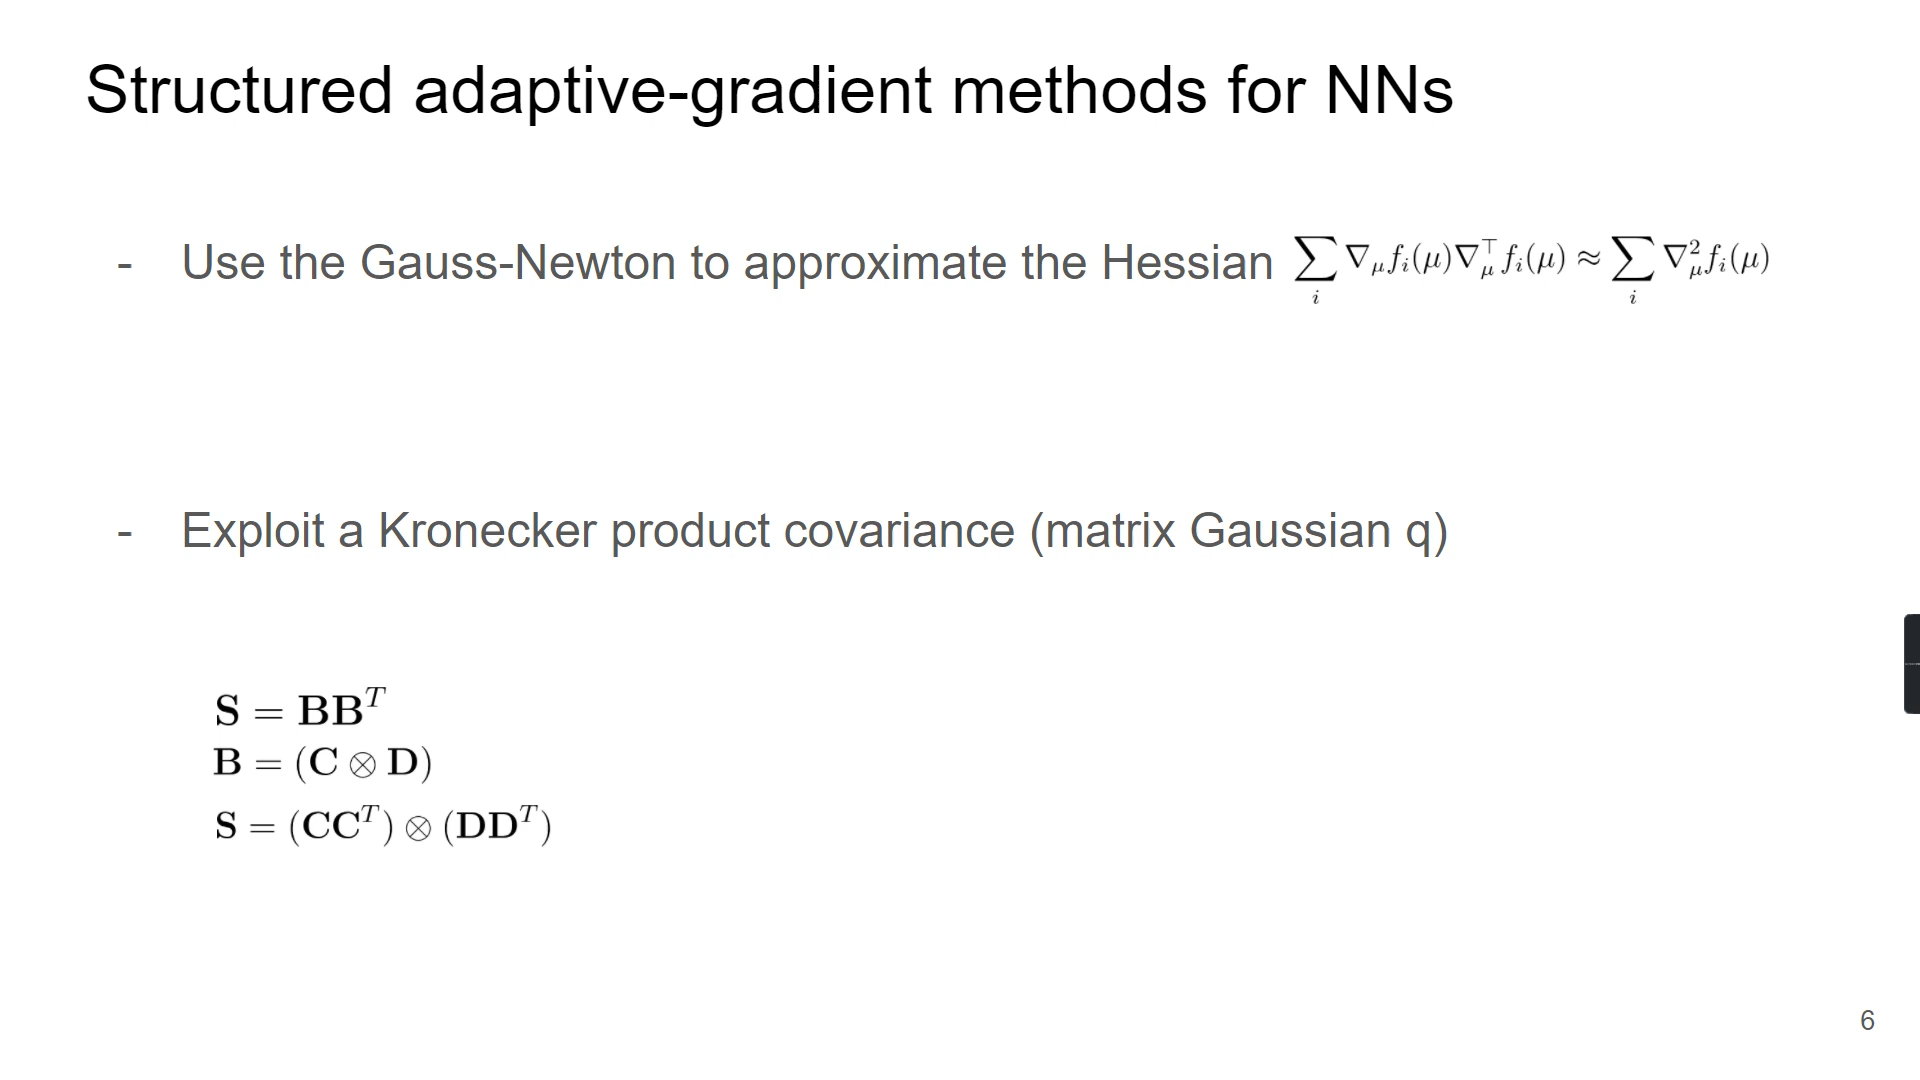 Structured adaptive-gradient methods for NNs
- Use the Gauss-Newton to approximate the Hessian $\sum_i \nabla_\mu f_i(\mu) \nabla_\mu^\top f_i(\mu) \approx \sum_i \nabla_\mu^2 f_i(\mu)$
- Exploit a Kronecker product covariance (matrix Gaussian q)
$\mathbf{S} = \mathbf{B}\mathbf{B}^T$
$\mathbf{B} = (\mathbf{C} \otimes \mathbf{D})$
$\mathbf{S} = (\mathbf{C}\mathbf{C}^T) \otimes (\mathbf{D}\mathbf{D}^T)$
6